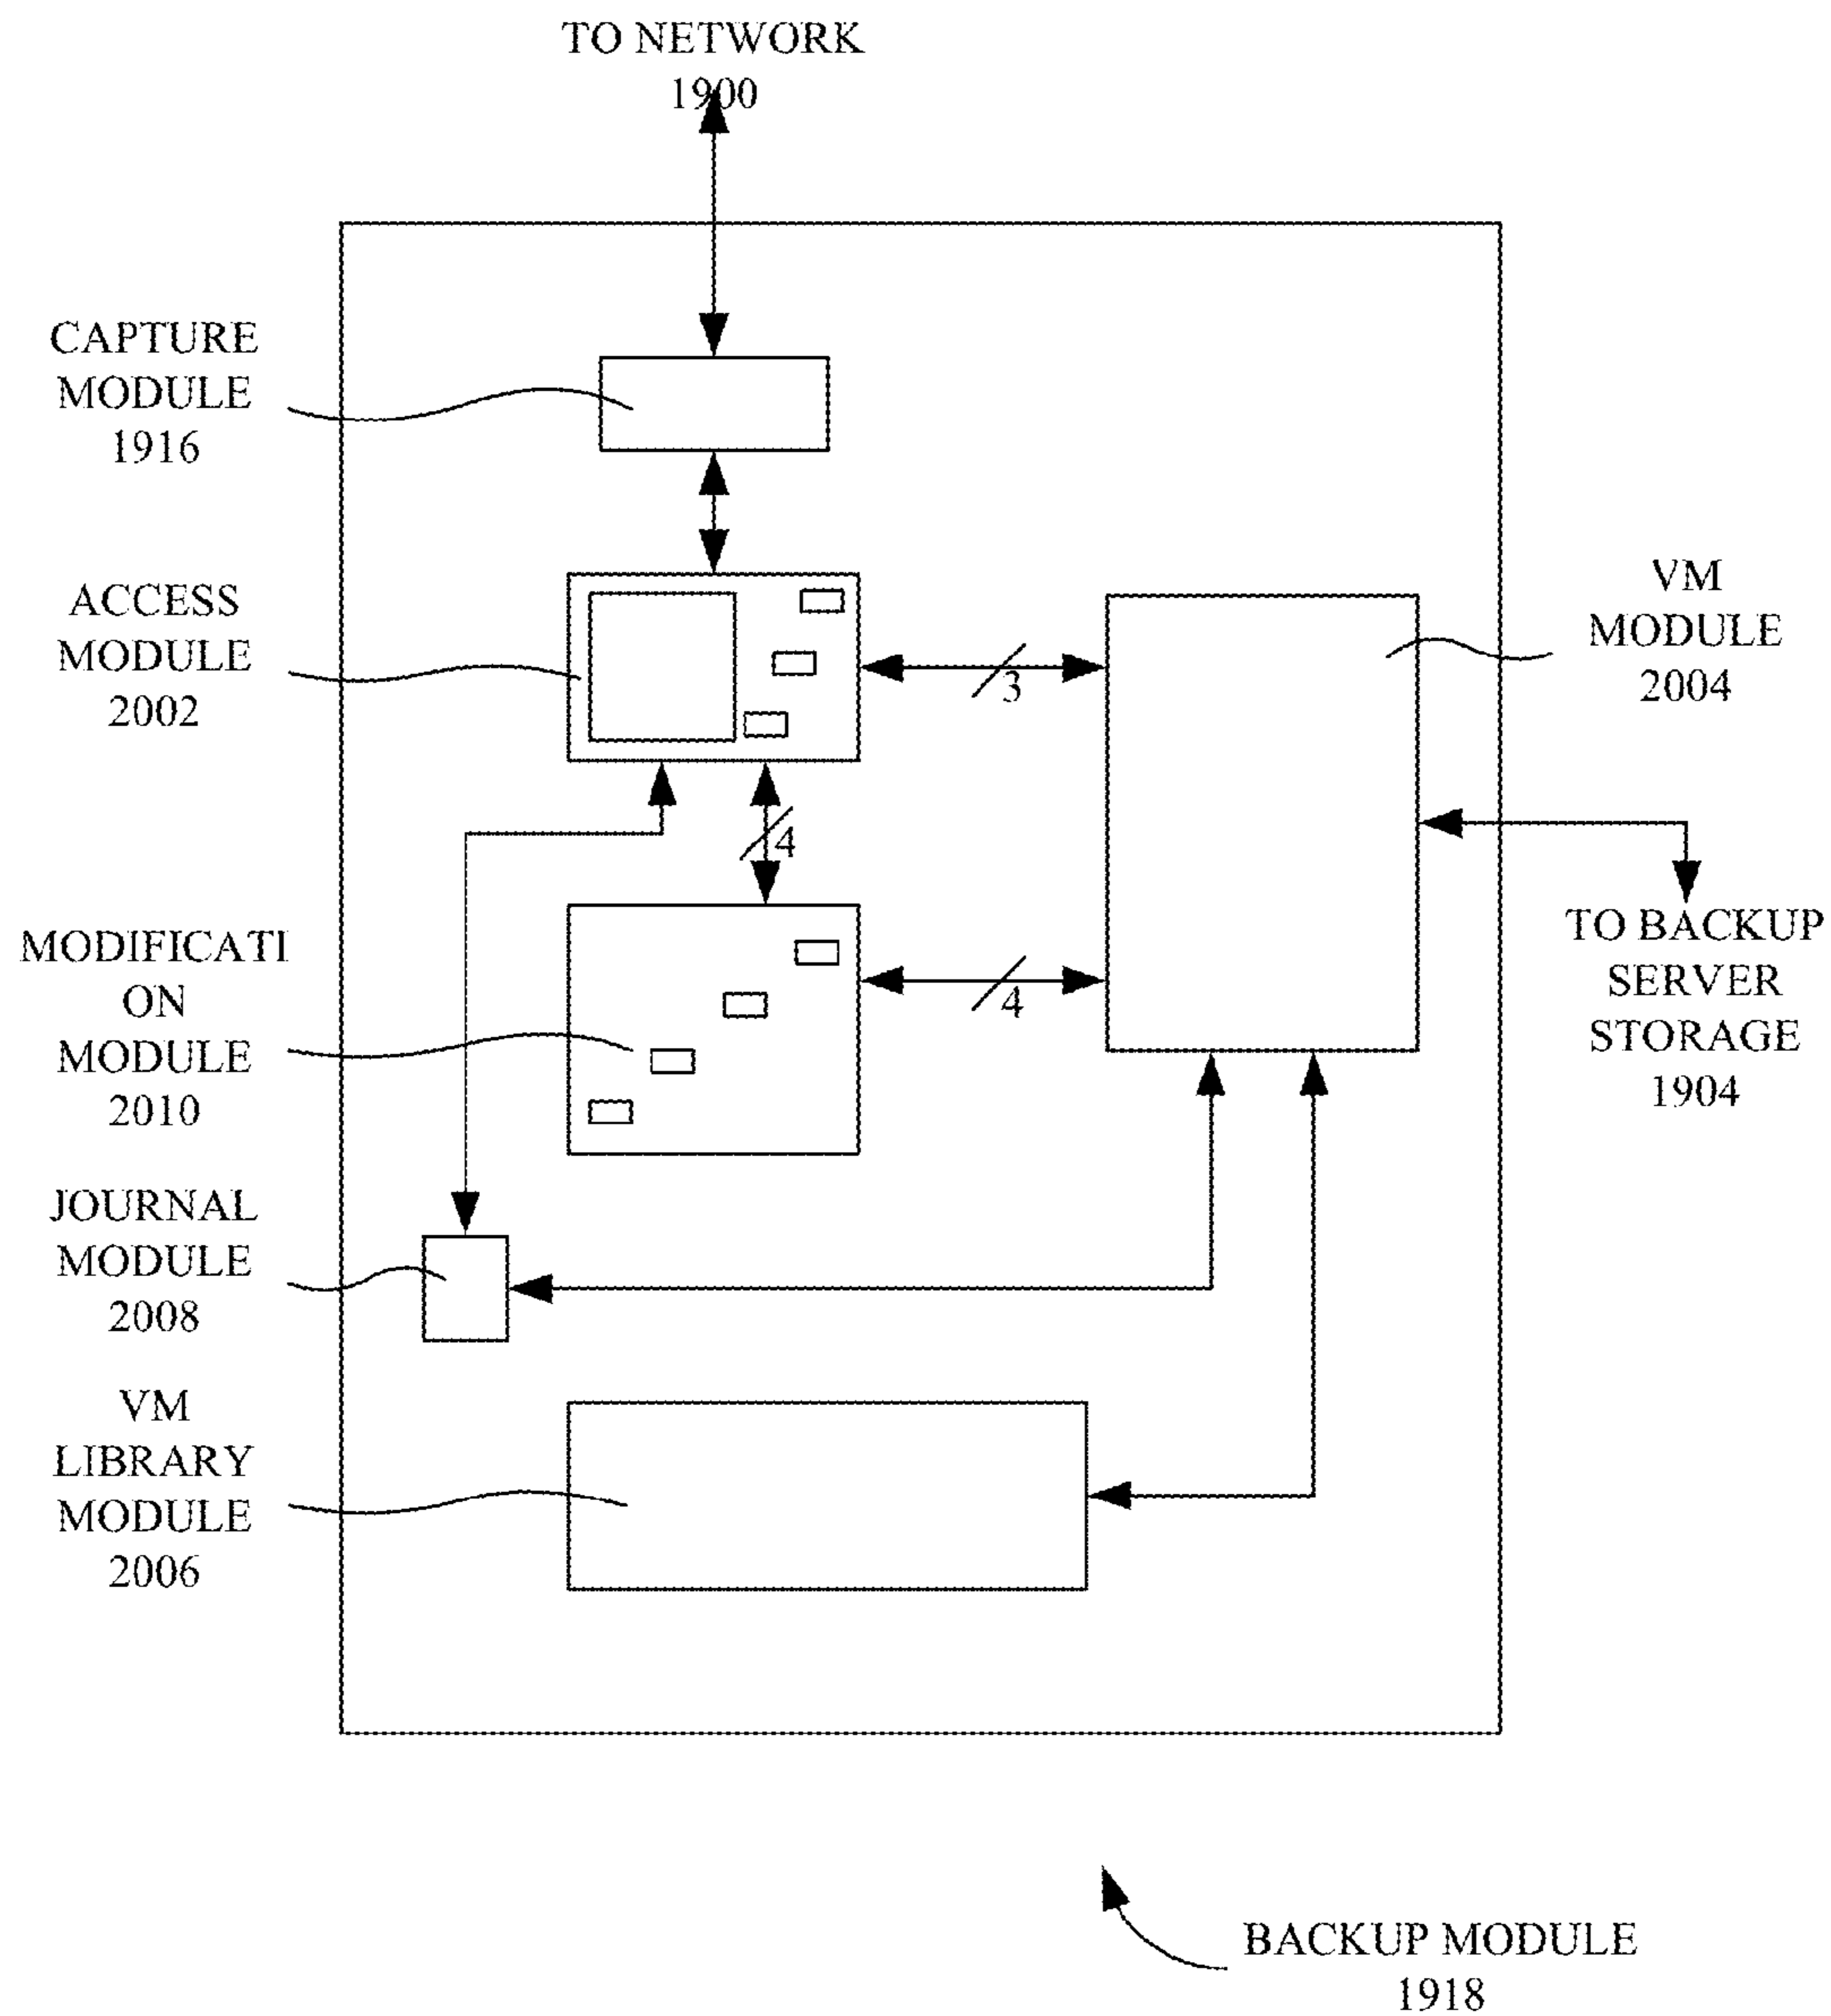 TO NETWORK
1900
CAPTURE
MODULE
1916
ACCESS
MODULE
2002
VM
MODULE
2004
3
4
MODIFICATI
ON
MODULE
2010
4
TO BACKUP
SERVER
STORAGE
1904
JOURNAL
MODULE
2008
VM
LIBRARY
MODULE
2006
BACKUP MODULE
1918